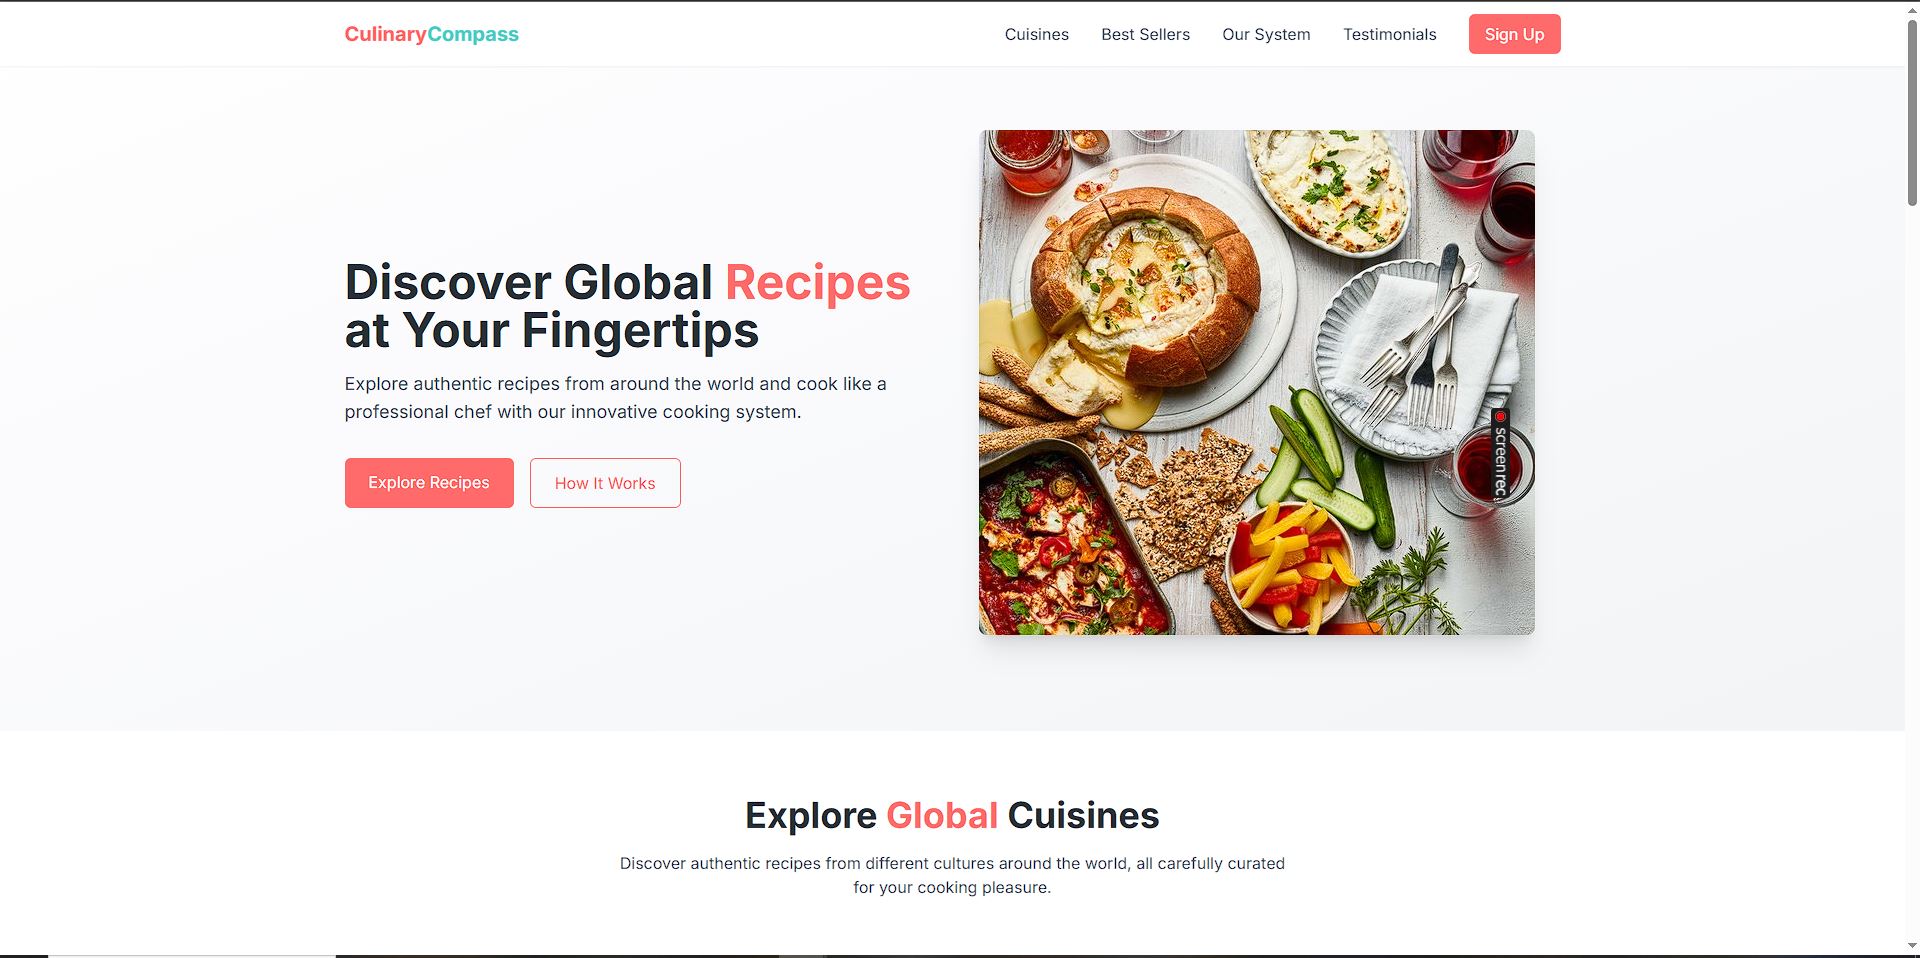 CulinaryCompass
Cuisines
Best Sellers
Our System
Testimonials
Sign Up
Discover Global Recipes
at Your Fingertips
Explore authentic recipes from around the world and cook like a
professional chef with our innovative cooking system.
Explore Recipes
How It Works
screenrec
Explore Global Cuisines
Discover authentic recipes from different cultures around the world, all carefully curated
for your cooking pleasure.